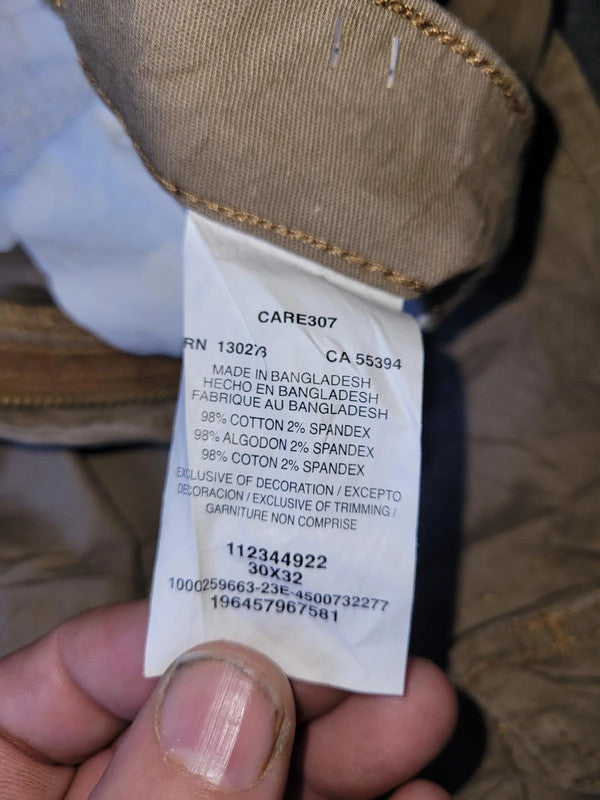 CARE307
RN 130273 CA 55394
MADE IN BANGLADESH
HECHO EN BANGLADESH
FABRIQUE AU BANGLADESH
98% COTTON 2% SPANDEX
98% ALGODON 2% SPANDEX
98% COTON 2% SPANDEX
EXCLUSIVE OF DECORATION / EXCEPTO
DECORACION / EXCLUSIVE OF TRIMMING /
GARNITURE NON COMPRISE
112344922
30X32
1000259663-23E-4500732277
196457967581